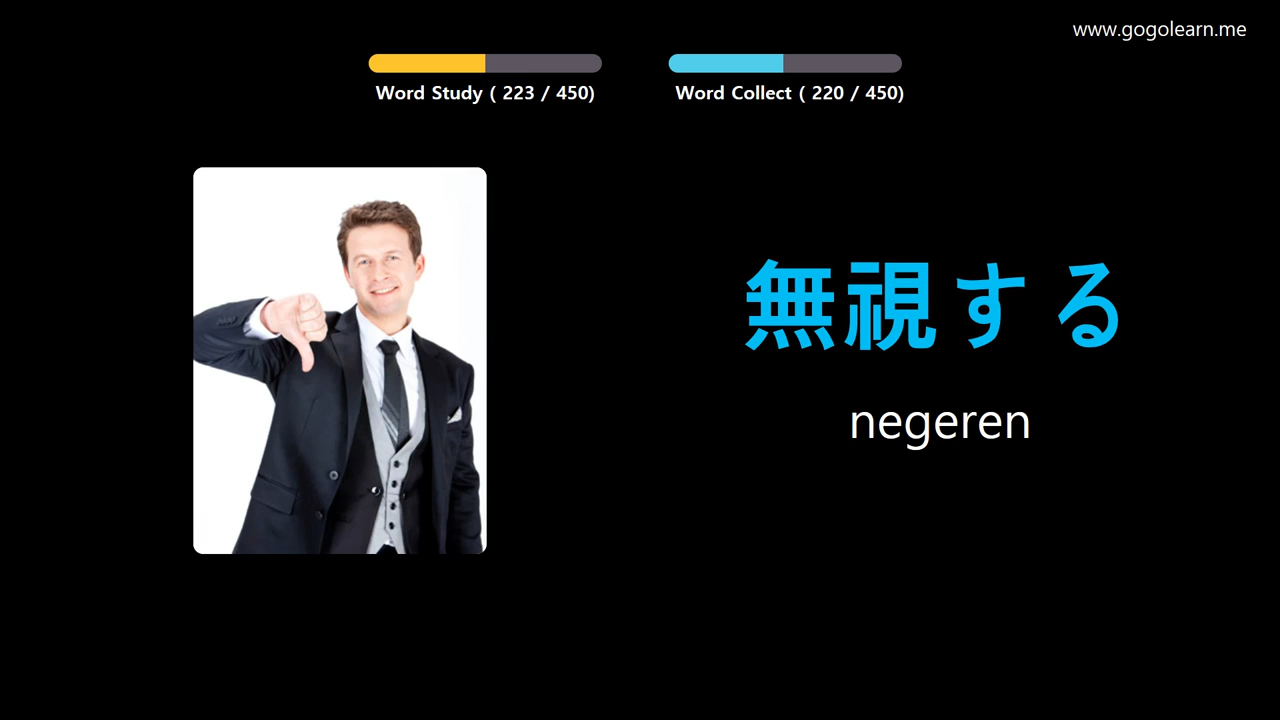 www.gogolearn.me
Word Study ( 223 / 450)
Word Collect ( 220 / 450)
無視する
negeren